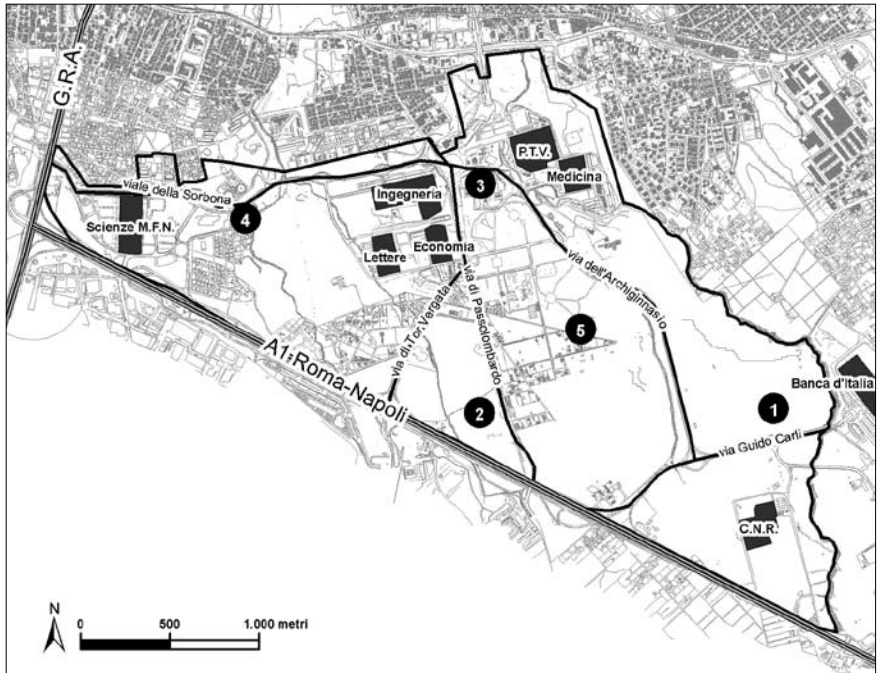 G.R.A.
P.T.V.
Medicina
3
viale della Sorbona
Ingegneria
4
Scienze M.F.N.
Lettere
Economia
via dell'Archiginnasio
via di Tor Vergata
via di Passolombardo
5
A1-Roma-Napoli
Banca d'Italia
2
1
via Guido Carli
C.N.R.
N
0 500 1.000 metri